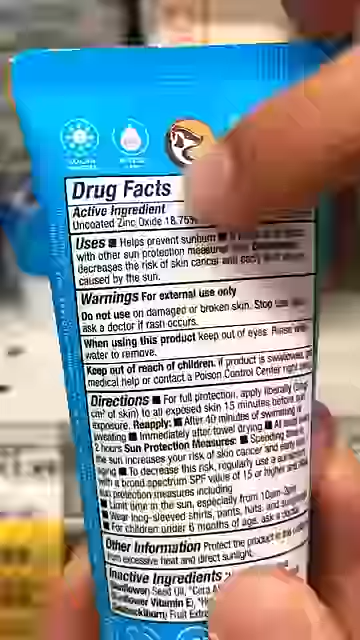 Drug Facts
Active Ingredient
Uncoated Zinc Oxide 18.75%
Uses ■ Helps prevent sunburn ■
with other sun protection measures
decreases the risk of skin cancer and early skin
caused by the sun.
Warnings For external use only
Do not use on damaged or broken skin. Stop use
ask a doctor if rash occurs.
When using this product keep out of eyes. Rinse with
water to remove.
Keep out of reach of children. If product is swallowed, get
medical help or contact a Poison Control Center right
Directions ■ For full protection, apply liberally
cm² of skin) to all exposed skin 15 minutes before sun
exposure. Reapply: ■ After 40 minutes of swimming or
sweating ■ Immediately after towel drying ■ At least every
2 hours Sun Protection Measures: ■ Spending time in
the sun increases your risk of skin cancer and early skin
aging ■ To decrease this risk, regularly use a sunscreen
with a broad spectrum SPF value of 15 or higher and other
sun protection measures including
■ Limit time in the sun, especially from 10am-2pm
■ Wear long-sleeved shirts, pants, hats, and sunglasses
■ For children under 6 months of age, ask a doctor
Other Information Protect the product in this
from excessive heat and direct sunlight.
Inactive Ingredients
Sunflower Seed Oil, *Cera
Sunflower Vitamin E),
(Seabuckthorn) Fruit Extra